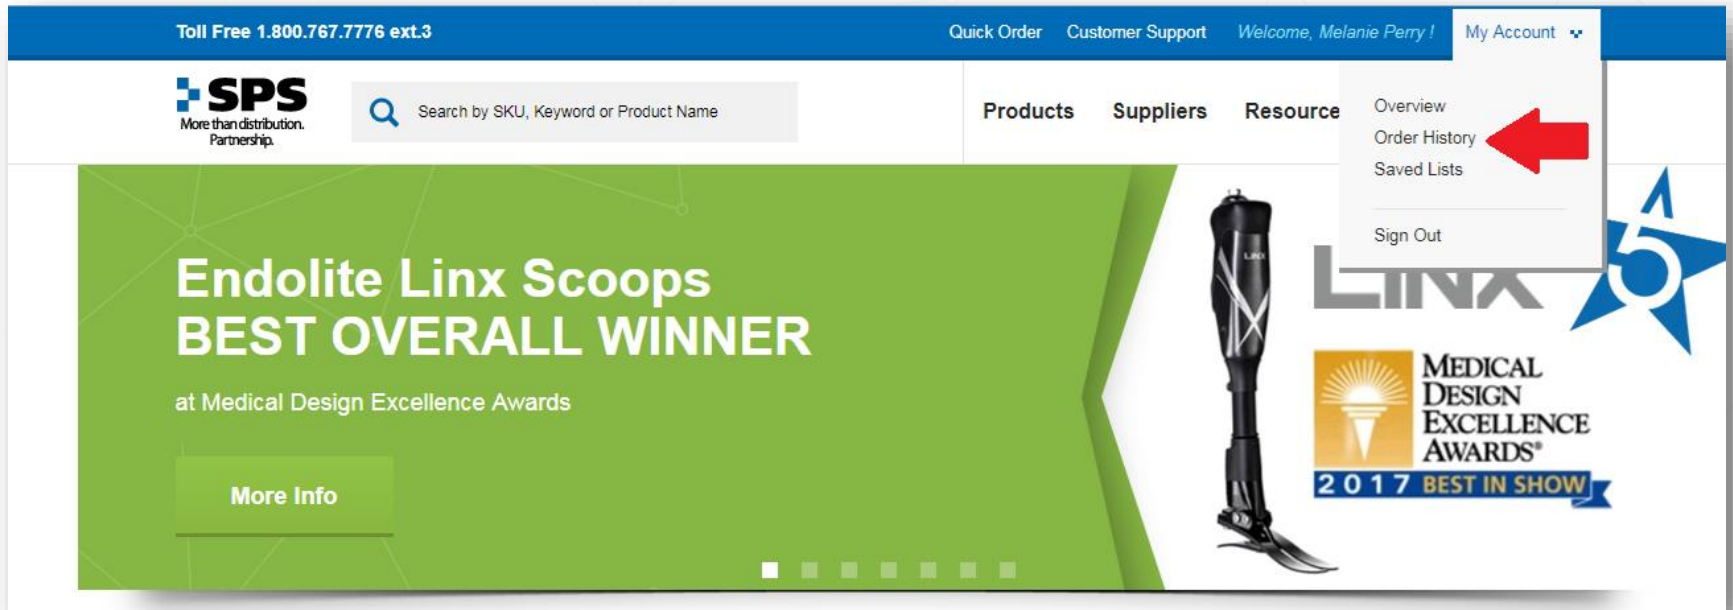 Toll Free 1.800.767.7776 ext.3
Quick Order Customer Support Welcome, Melanie Perry ! My Account
SPS
More than distribution.
Partnership.
Search by SKU, Keyword or Product Name
Products Suppliers Resource
Overview
Order History
Saved Lists
Sign Out
Endolite Linx Scoops
BEST OVERALL WINNER
at Medical Design Excellence Awards
More Info
LINX
LINX
5
MEDICAL
DESIGN
EXCELLENCE
AWARDS®
2017 BEST IN SHOW